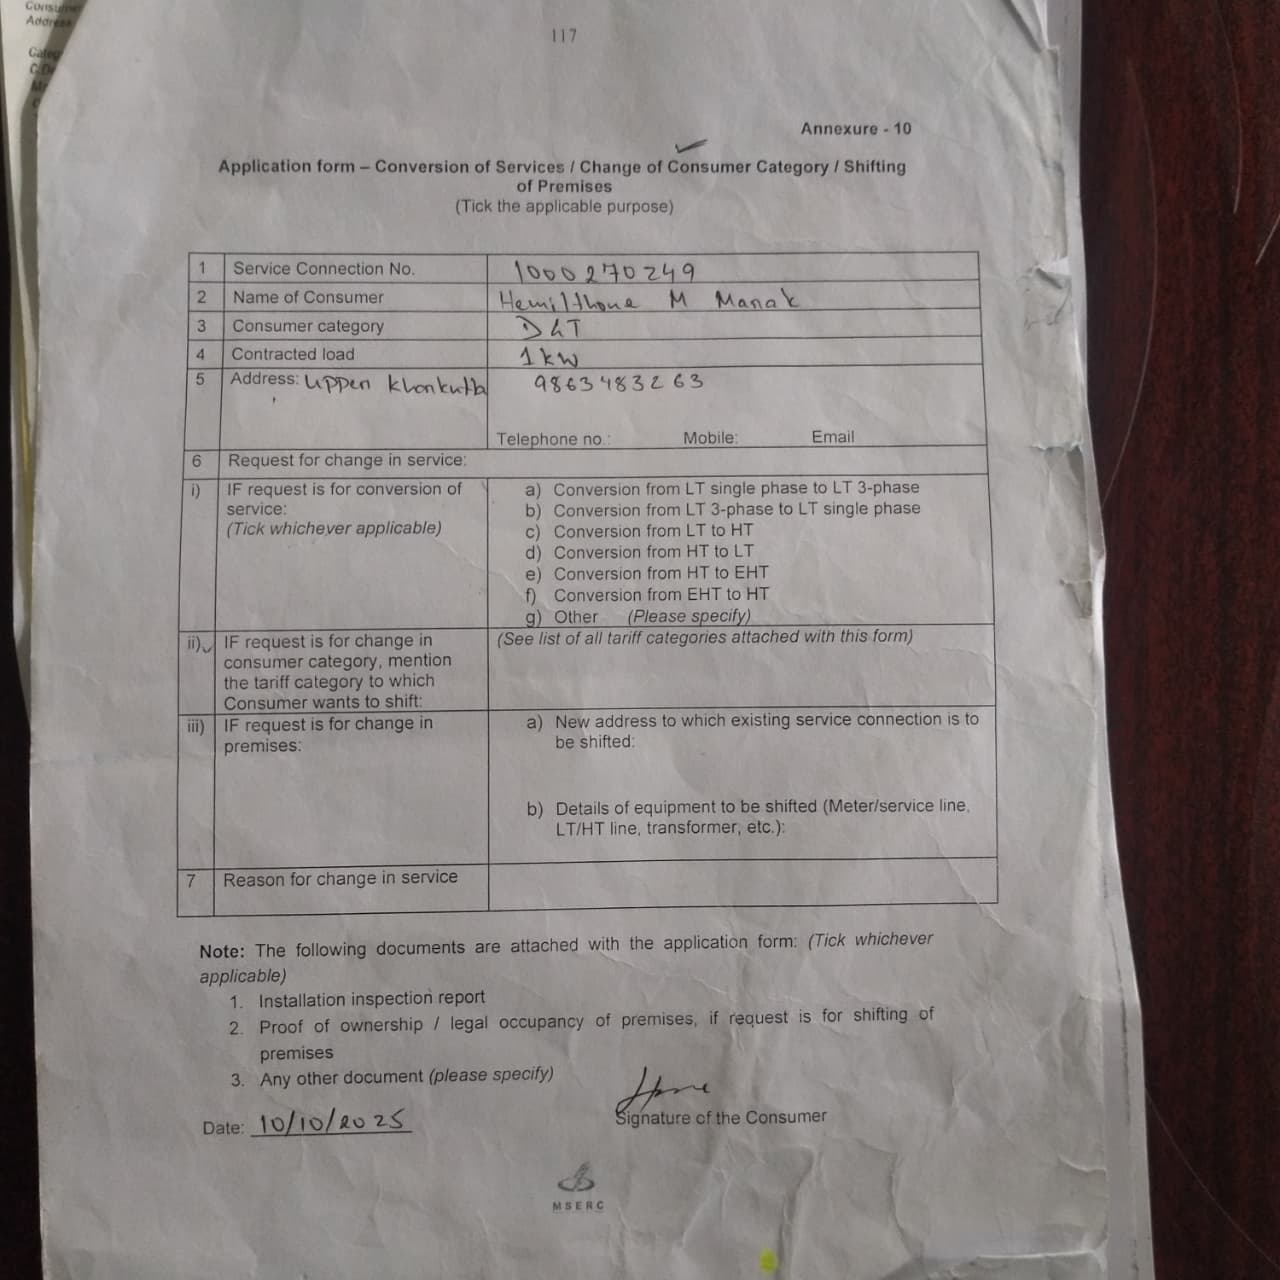 Consumer
Address
117
Annexure - 10
Application form – Conversion of Services / Change of Consumer Category / Shifting
of Premises
(Tick the applicable purpose)
1 Service Connection No. 1000270249
2 Name of Consumer Hemilthone M Manak
3 Consumer category DLT
4 Contracted load 1 kW
5 Address: Upper Khonkutta 9863483263
Telephone no.: Mobile: Email
6 Request for change in service:
i) IF request is for conversion of a) Conversion from LT single phase to LT 3-phase
service: b) Conversion from LT 3-phase to LT single phase
(Tick whichever applicable) c) Conversion from LT to HT
d) Conversion from HT to LT
e) Conversion from HT to EHT
f) Conversion from EHT to HT
g) Other (Please specify)
ii) IF request is for change in (See list of all tariff categories attached with this form)
consumer category, mention
the tariff category to which
Consumer wants to shift:
iii) IF request is for change in a) New address to which existing service connection is to
premises: be shifted:
b) Details of equipment to be shifted (Meter/service line,
LT/HT line, transformer, etc.):
7 Reason for change in service
Note: The following documents are attached with the application form: (Tick whichever
applicable)
1. Installation inspection report
2. Proof of ownership / legal occupancy of premises, if request is for shifting of
premises
3. Any other document (please specify)
Date: 10/10/2025
Signature of the Consumer
MSERC